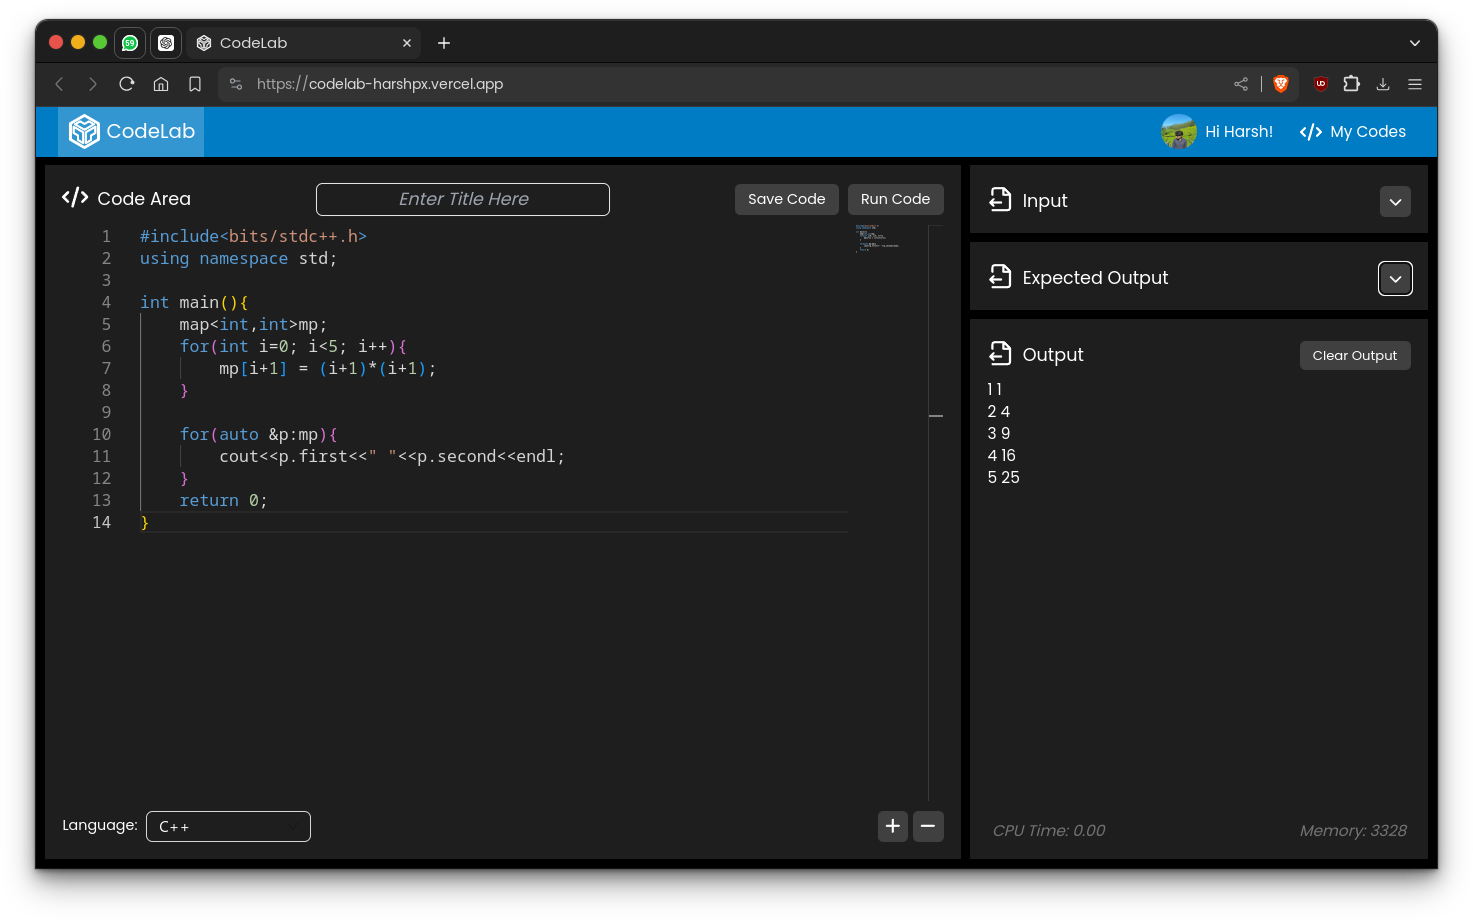 59
CodeLab
https://codelab-harshpx.vercel.app
UD
CodeLab
Hi Harsh!
</> My Codes
</> Code Area
Enter Title Here
Save Code
Run Code
1 #include<bits/stdc++.h>
2 using namespace std;
3
4 int main(){
5     map<int,int>mp;
6     for(int i=0; i<5; i++){
7         mp[i+1] = (i+1)*(i+1);
8     }
9
10     for(auto &p:mp){
11         cout<<p.first<<" "<<p.second<<endl;
12     }
13     return 0;
14 }
Language:
C++
Input
Expected Output
Output
Clear Output
1 1
2 4
3 9
4 16
5 25
CPU Time: 0.00
Memory: 3328